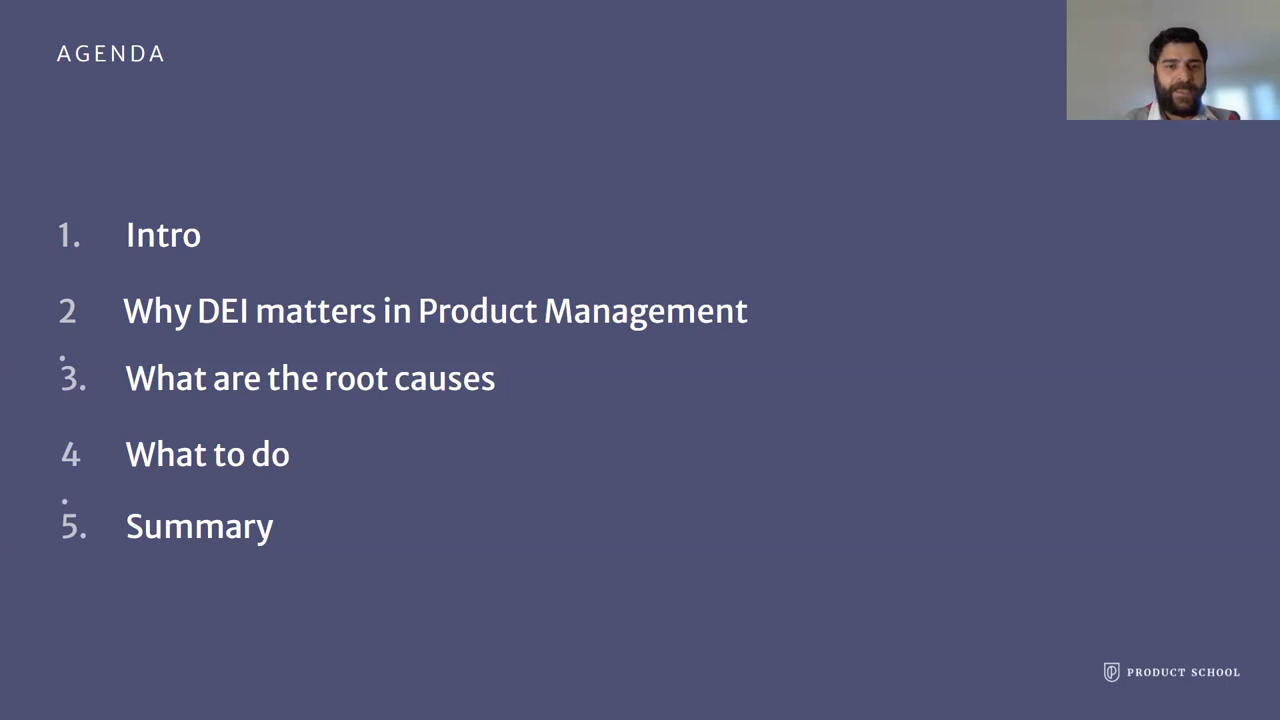 AGENDA
1. Intro
2 Why DEI matters in Product Management
.
3. What are the root causes
4 What to do
.
5. Summary
PRODUCT SCHOOL